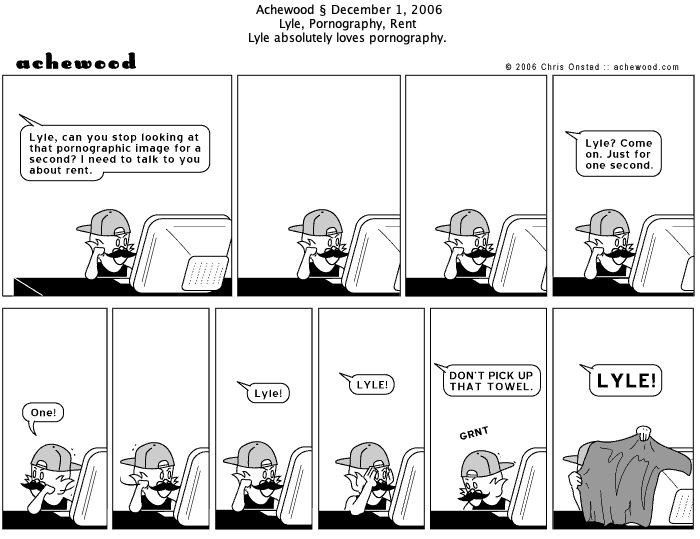 Achewood § December 1, 2006
Lyle, Pornography, Rent
Lyle absolutely loves pornography.
achewood
© 2006 Chris Onstad :: achewood.com
Lyle, can you stop looking at
that pornographic image for a
second? I need to talk to you
about rent.
Lyle? Come
on. Just for
one second.
One!
Lyle!
LYLE!
DON'T PICK UP
THAT TOWEL.
GRNT
LYLE!